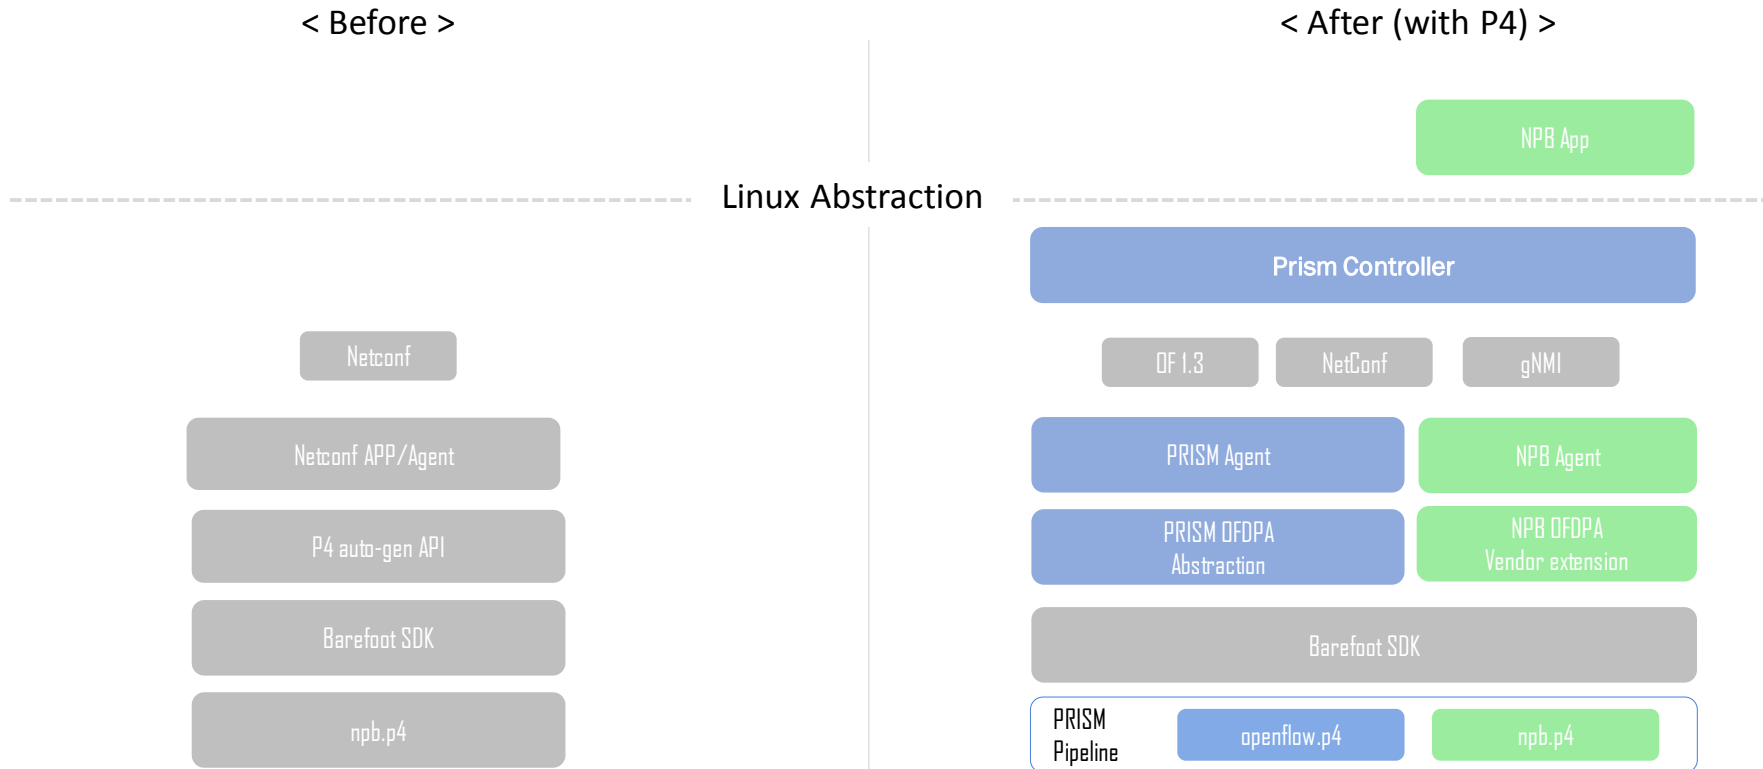 < Before >
< After (with P4) >
NPB App
Linux Abstraction
Prism Controller
Netconf
OF 1.3
NetConf
gNMI
Netconf APP/Agent
PRISM Agent
NPB Agent
P4 auto-gen API
PRISM OFDPA
Abstraction
NPB OFDPA
Vendor extension
Barefoot SDK
Barefoot SDK
npb.p4
PRISM
Pipeline
openflow.p4
npb.p4